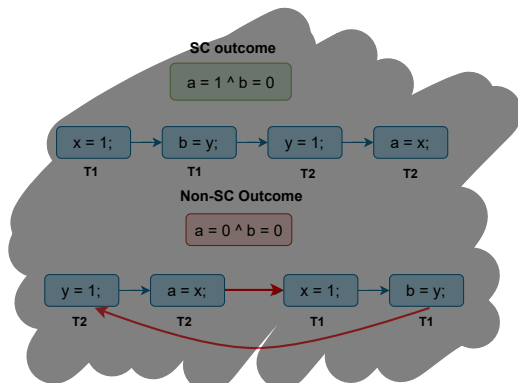 SC outcome
a = 1 ^ b = 0
x = 1; b = y; y = 1; a = x;
T1 T1 T2 T2
Non-SC Outcome
a = 0 ^ b = 0
y = 1; a = x; x = 1; b = y;
T2 T2 T1 T1